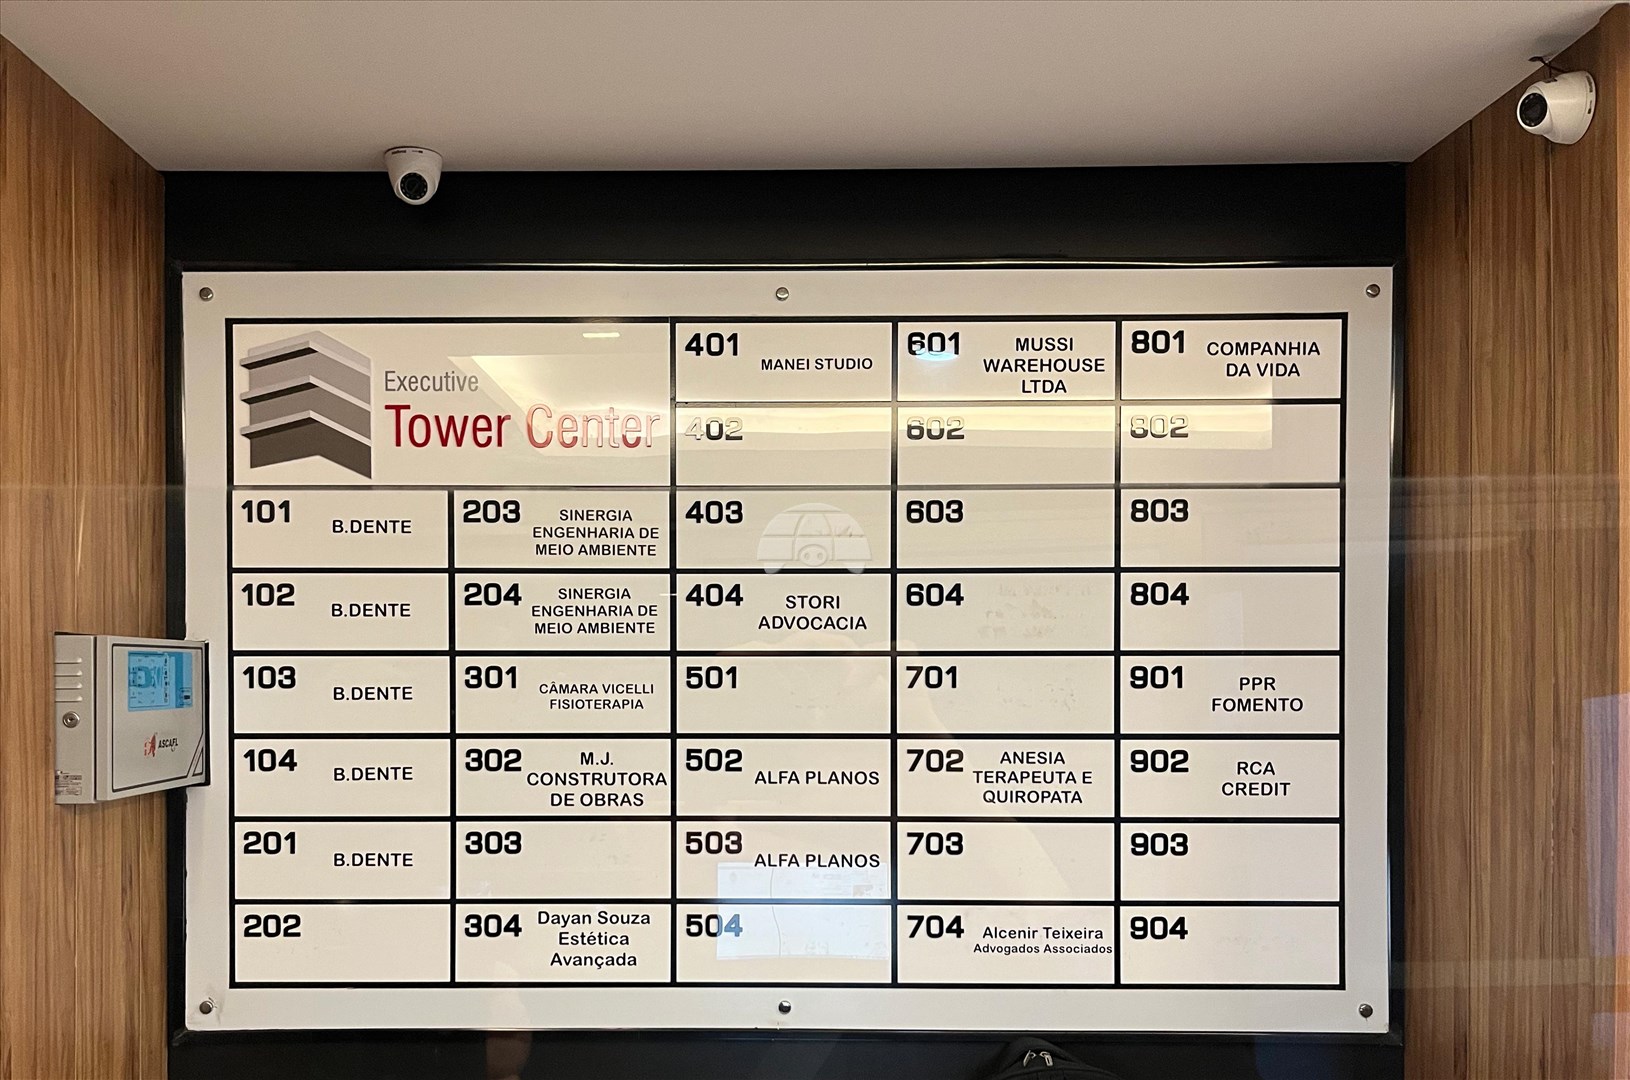 Executive
Tower Center
101
B.DENTE
102
B.DENTE
103
B.DENTE
104
B.DENTE
201
B.DENTE
202
203
SINERGIA
ENGENHARIA DE
MEIO AMBIENTE
204
SINERGIA
ENGENHARIA DE
MEIO AMBIENTE
301
CÂMARA VICELLI
FISIOTERAPIA
302
M.J.
CONSTRUTORA
DE OBRAS
303
304
Dayan Souza
Estética
Avançada
401
MANEI STUDIO
402
403
404
STORI
ADVOCACIA
501
502
ALFA PLANOS
503
ALFA PLANOS
504
601
MUSSI
WAREHOUSE
LTDA
602
603
604
701
702
ANESIA
TERAPEUTA E
QUIROPATA
703
704
Alcenir Teixeira
Advogados Associados
801
COMPANHIA
DA VIDA
802
803
804
901
PPR
FOMENTO
902
RCA
CREDIT
903
904
ASCAEL